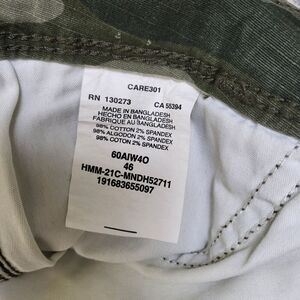 CARE301
RN 130273 CA 55394
MADE IN BANGLADESH
HECHO EN BANGLADESH
FABRIQUE AU BANGLADESH
98% COTTON 2% SPANDEX
98% ALGODON 2% SPANDEX
98% COTON 2% SPANDEX
60AIW4O
46
HMM-21C-MNDH52711
191683655097